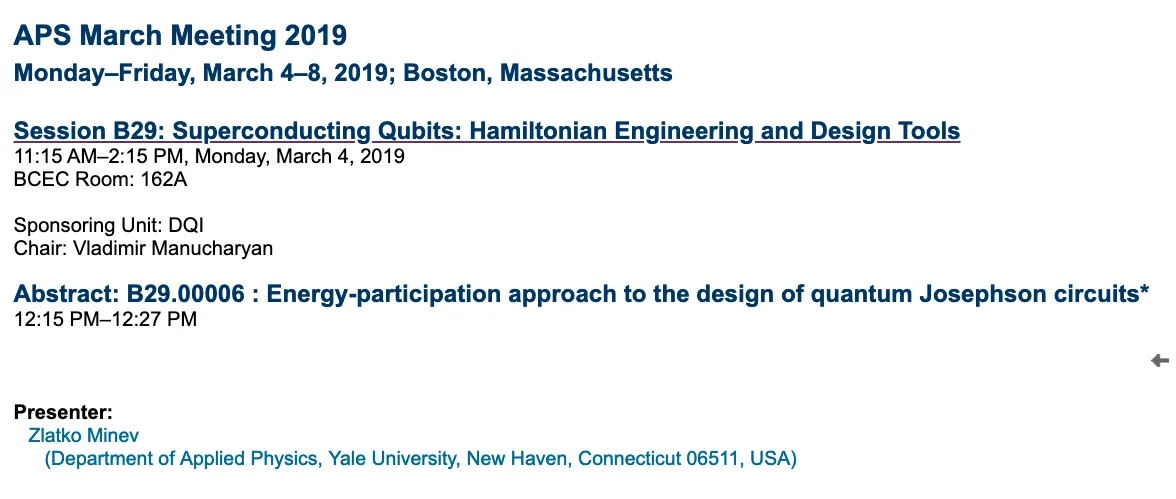 APS March Meeting 2019
Monday–Friday, March 4–8, 2019; Boston, Massachusetts
Session B29: Superconducting Qubits: Hamiltonian Engineering and Design Tools
11:15 AM–2:15 PM, Monday, March 4, 2019
BCEC Room: 162A
Sponsoring Unit: DQI
Chair: Vladimir Manucharyan
Abstract: B29.00006 : Energy-participation approach to the design of quantum Josephson circuits*
12:15 PM–12:27 PM
Presenter:
Zlatko Minev
(Department of Applied Physics, Yale University, New Haven, Connecticut 06511, USA)